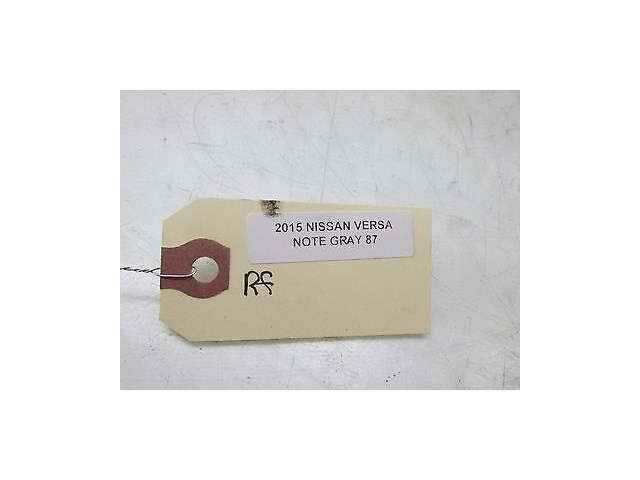 2015 NISSAN VERSA
NOTE GRAY 87
RF